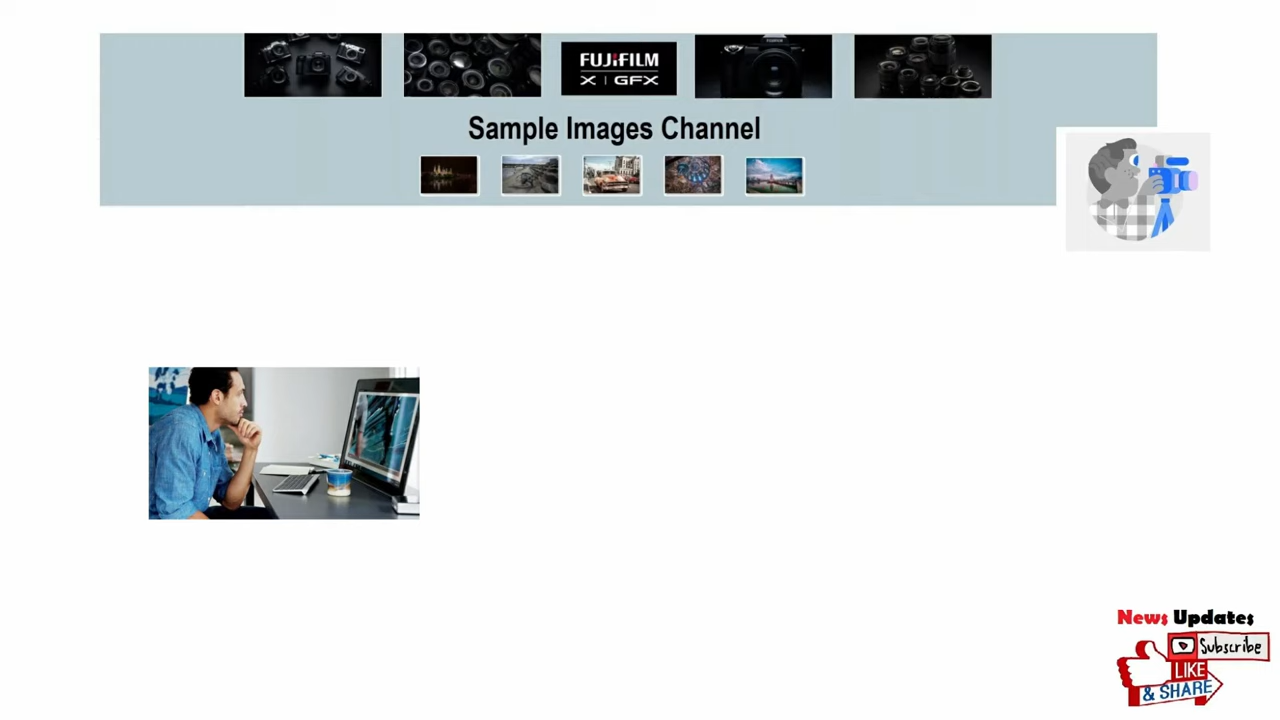 FUJIFILM
X | GFX
Sample Images Channel
News Updates
Subscribe
LIKE
& SHARE